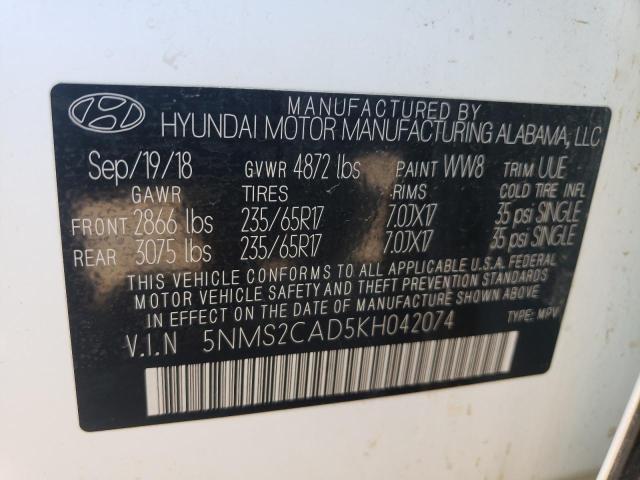 MANUFACTURED BY
HYUNDAI MOTOR MANUFACTURING ALABAMA, LLC
Sep/19/18 GVWR 4872 lbs PAINT WW8 TRIM UUE
GAWR TIRES RIMS COLD TIRE INFL
FRONT 2866 lbs 235/65R17 7.0JX17 35 psi SINGLE
REAR 3075 lbs 235/65R17 7.0JX17 35 psi SINGLE
THIS VEHICLE CONFORMS TO ALL APPLICABLE U.S.A. FEDERAL
MOTOR VEHICLE SAFETY AND THEFT PREVENTION STANDARDS
IN EFFECT ON THE DATE OF MANUFACTURE SHOWN ABOVE.
V.I.N 5NMS2CAD5KH042074 TYPE: MPV